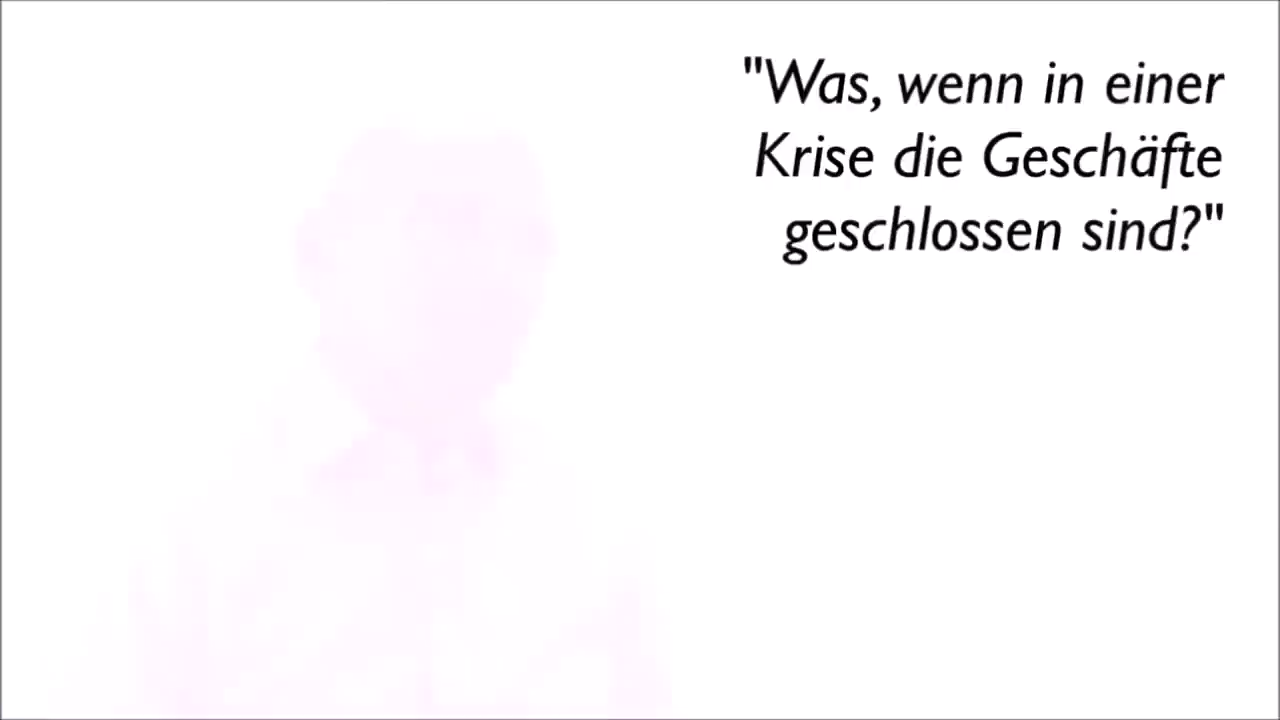 "Was, wenn in einer
Krise die Geschäfte
geschlossen sind?"